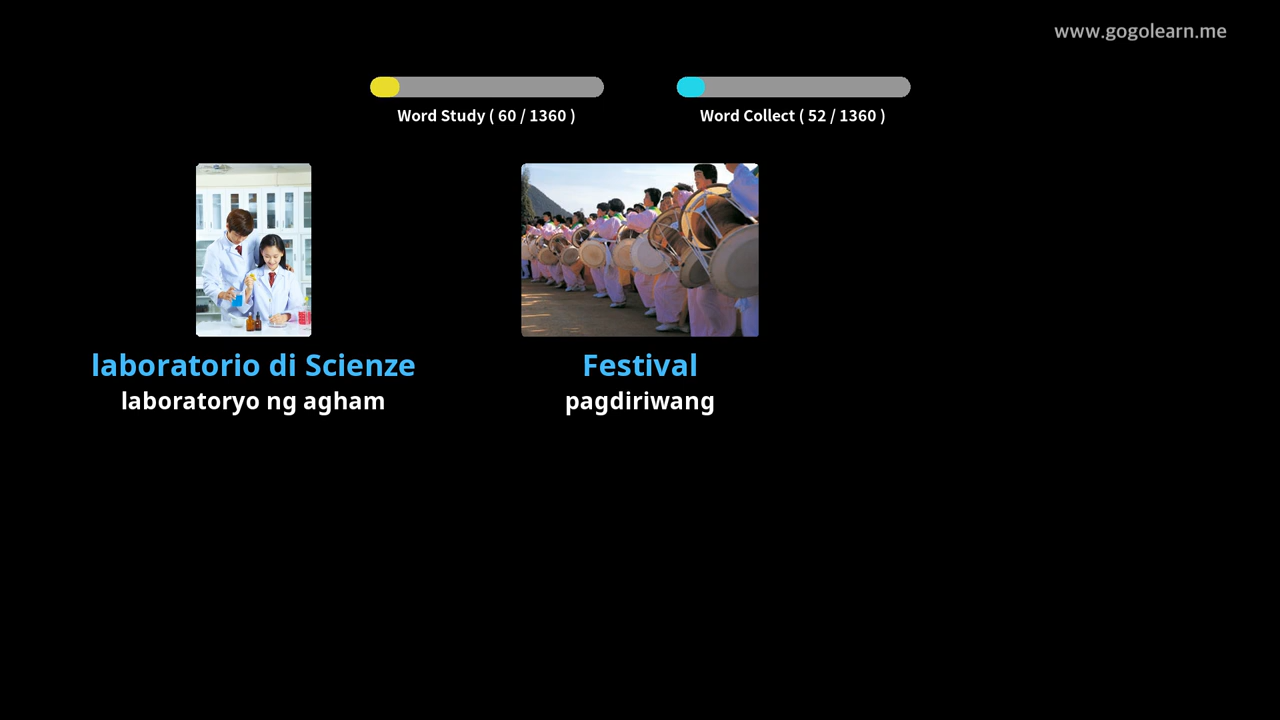 www.gogolearn.me
Word Study ( 60 / 1360 )
Word Collect ( 52 / 1360 )
laboratorio di Scienze
laboratoryo ng agham
Festival
pagdiriwang